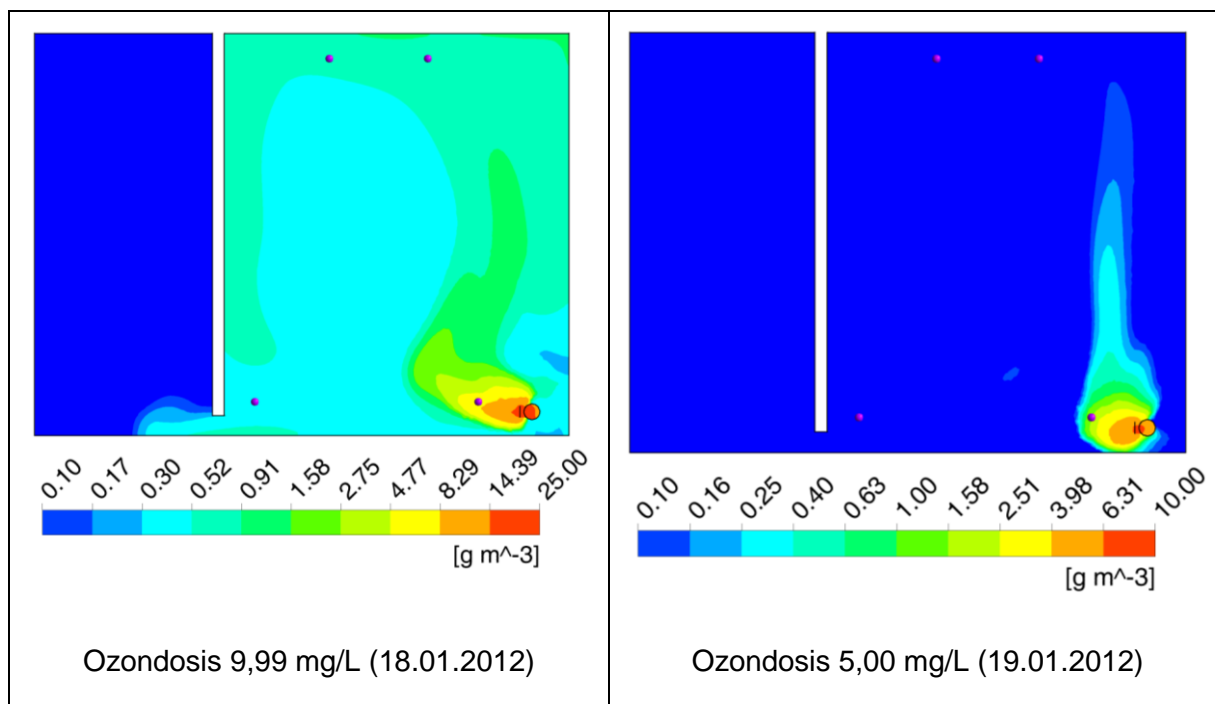 0.10 0.17 0.30 0.52 0.91 1.58 2.75 4.77 8.29 14.39 25.00
[g m^-3]
Ozondosis 9,99 mg/L (18.01.2012)
0.10 0.16 0.25 0.40 0.63 1.00 1.58 2.51 3.98 6.31 10.00
[g m^-3]
Ozondosis 5,00 mg/L (19.01.2012)